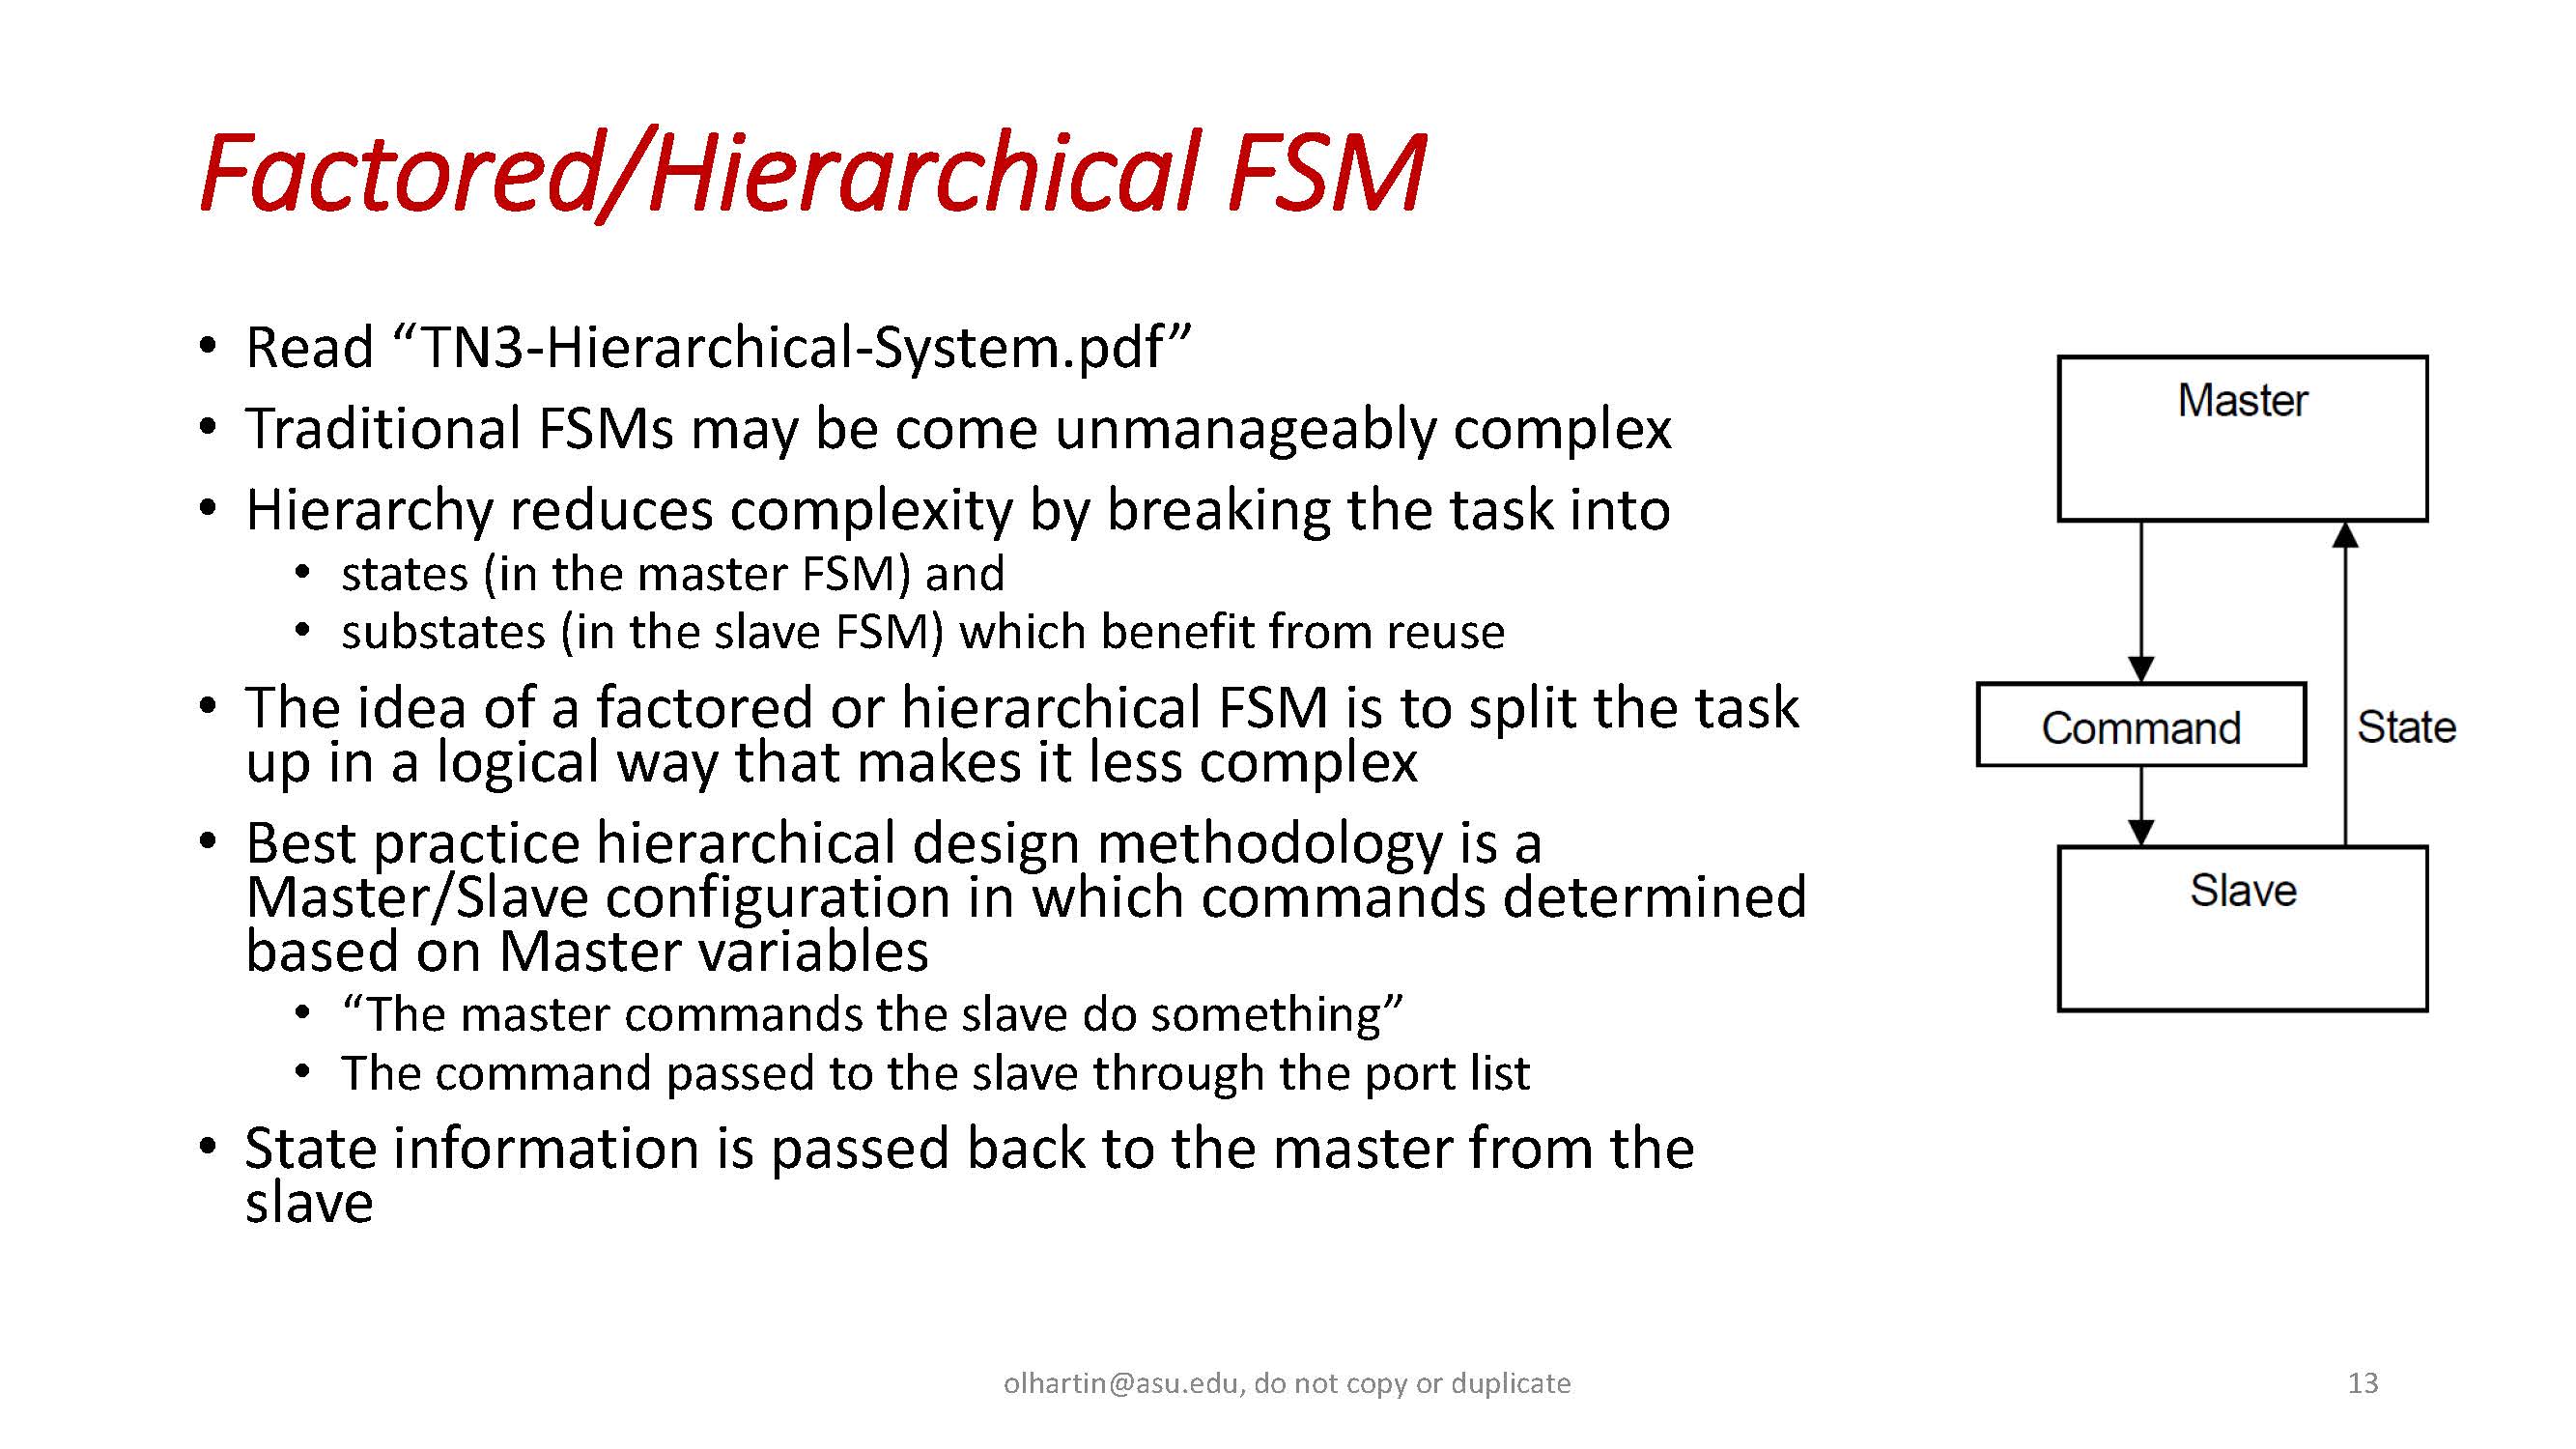 Factored/Hierarchical FSM
• Read “TN3-Hierarchical-System.pdf”
• Traditional FSMs may be come unmanageably complex
• Hierarchy reduces complexity by breaking the task into
• states (in the master FSM) and
• substates (in the slave FSM) which benefit from reuse
• The idea of a factored or hierarchical FSM is to split the task
up in a logical way that makes it less complex
• Best practice hierarchical design methodology is a
Master/Slave configuration in which commands determined
based on Master variables
• “The master commands the slave do something”
• The command passed to the slave through the port list
• State information is passed back to the master from the
slave
Master
Command
State
Slave
olhartin@asu.edu, do not copy or duplicate
13